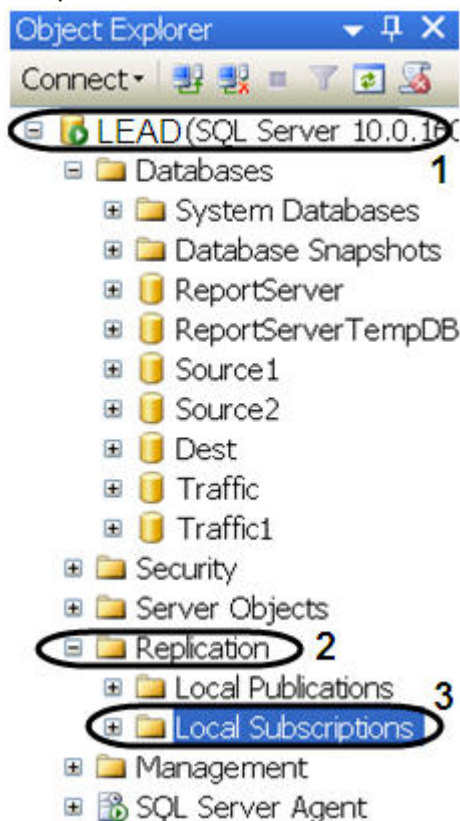 Object Explorer
Connect
LEAD (SQL Server 10.0.160
1
Databases
System Databases
Database Snapshots
ReportServer
ReportServerTempDB
Source1
Source2
Dest
Traffic
Traffic1
Security
Server Objects
Replication 2
Local Publications
3
Local Subscriptions
Management
SQL Server Agent